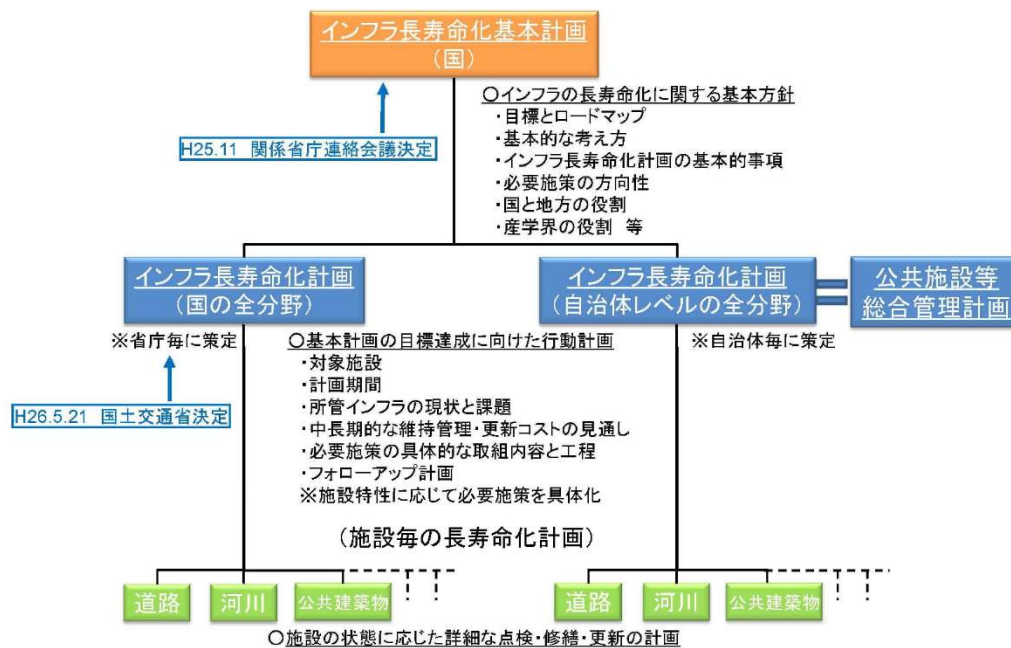 インフラ長寿命化基本計画
(国)
○インフラの長寿命化に関する基本方針
・目標とロードマップ
・基本的な考え方
・インフラ長寿命化計画の基本的事項
・必要施策の方向性
・国と地方の役割
・産学界の役割 等
H25.11 関係省庁連絡会議決定
インフラ長寿命化計画
(国の全分野)
インフラ長寿命化計画
(自治体レベルの全分野)
公共施設等
総合管理計画
※省庁毎に策定
○基本計画の目標達成に向けた行動計画
※自治体毎に策定
・対象施設
・計画期間
・所管インフラの現状と課題
・中長期的な維持管理・更新コストの見通し
・必要施策の具体的な取組内容と工程
・フォローアップ計画
※施設特性に応じて必要施策を具体化
H26.5.21 国土交通省決定
(施設毎の長寿命化計画)
道路
河川
公共建築物
道路
河川
公共建築物
○施設の状態に応じた詳細な点検・修繕・更新の計画